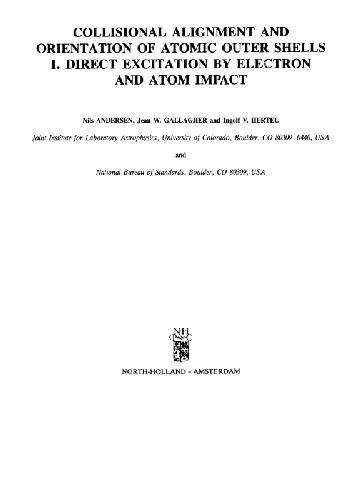 COLLISIONAL ALIGNMENT AND
ORIENTATION OF ATOMIC OUTER SHELLS
I. DIRECT EXCITATION BY ELECTRON
AND ATOM IMPACT
Nils ANDERSEN, Jean W. GALLAGHER and Ingolf V. HERTEL
Joint Institute for Laboratory Astrophysics, University of Colorado, Boulder, CO 80309-6440, USA
and
National Bureau of Standards, Boulder, CO 80309, USA
NH
NORTH-HOLLAND – AMSTERDAM